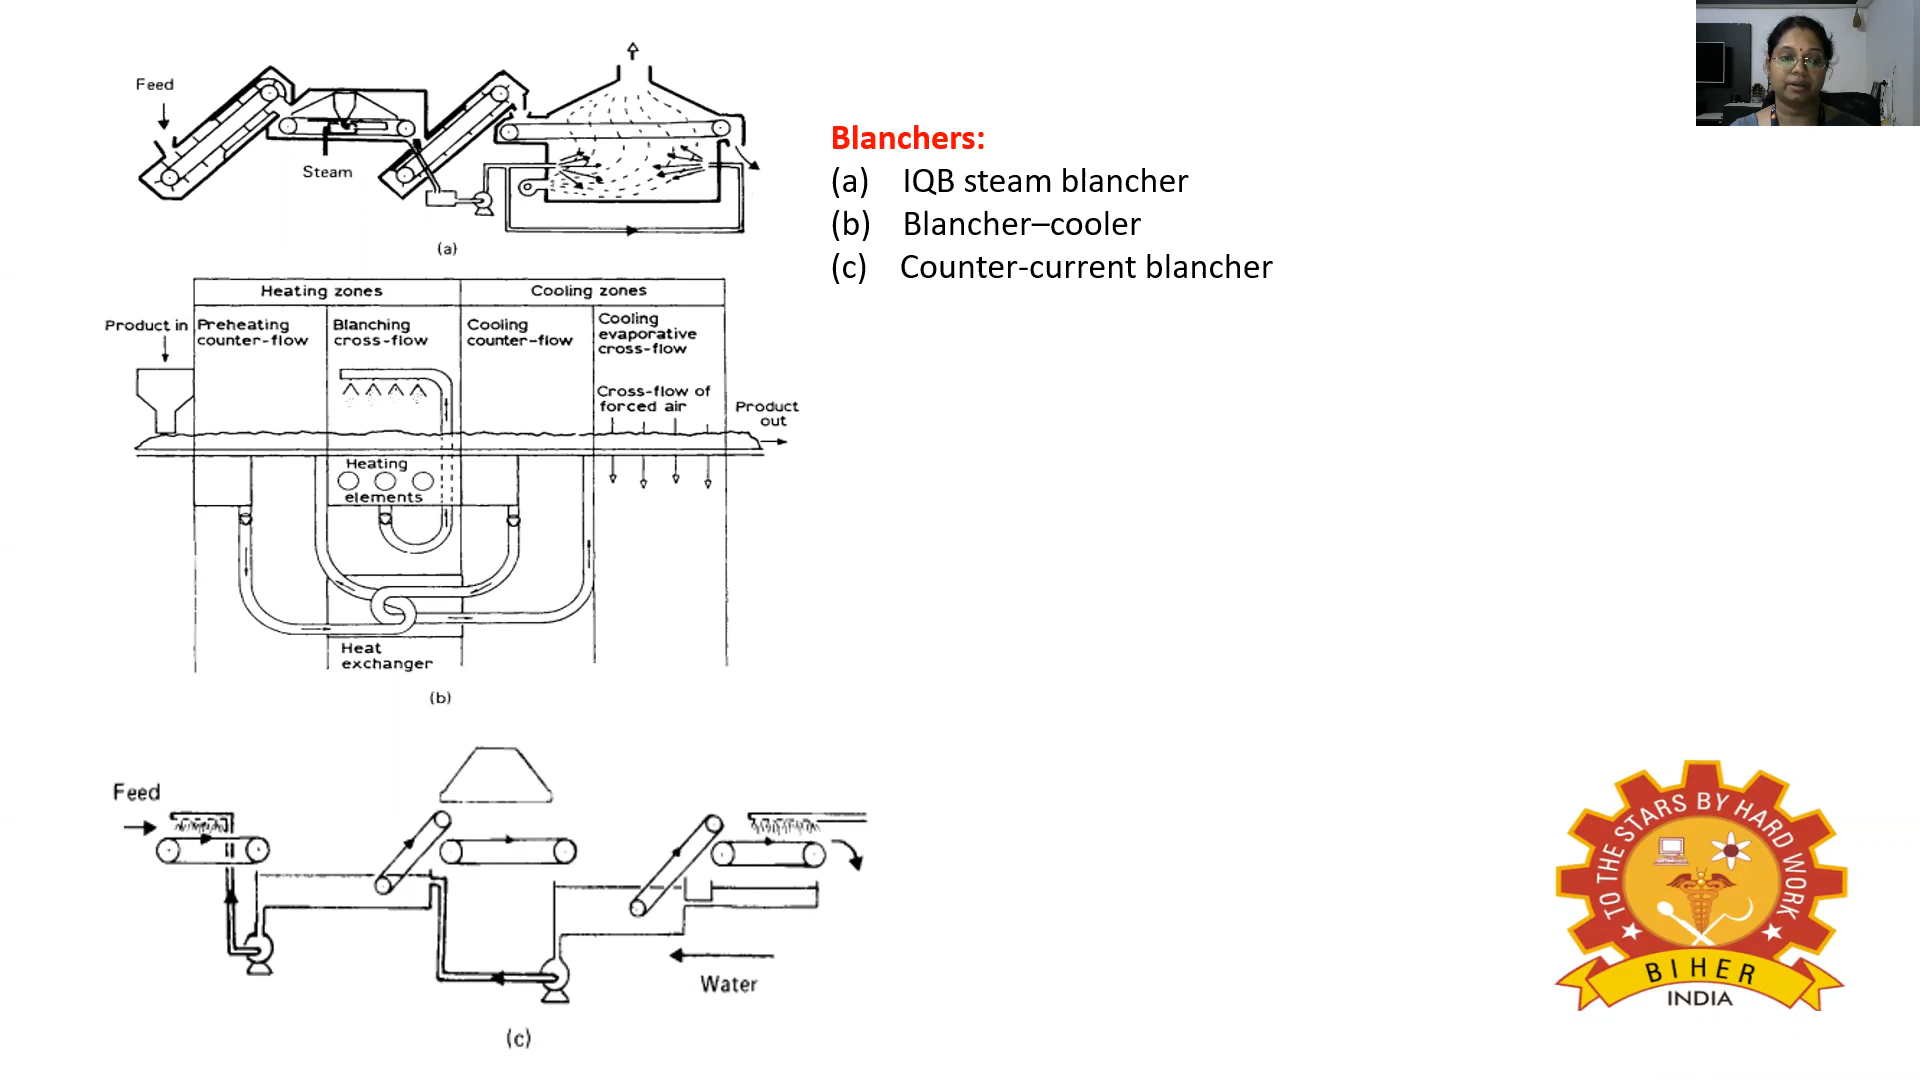 Feed
Steam
(a)
Blanchers:
(a) IQB steam blancher
(b) Blancher–cooler
(c) Counter-current blancher
Heating zones
Cooling zones
Product in
Preheating
counter-flow
Blanching
cross-flow
Cooling
counter-flow
Cooling
evaporative
cross-flow
Cross-flow of
forced air
Product
out
Heating
elements
Heat
exchanger
(b)
Feed
Water
(c)
TO THE STARS BY HARD WORK
BIHER
INDIA